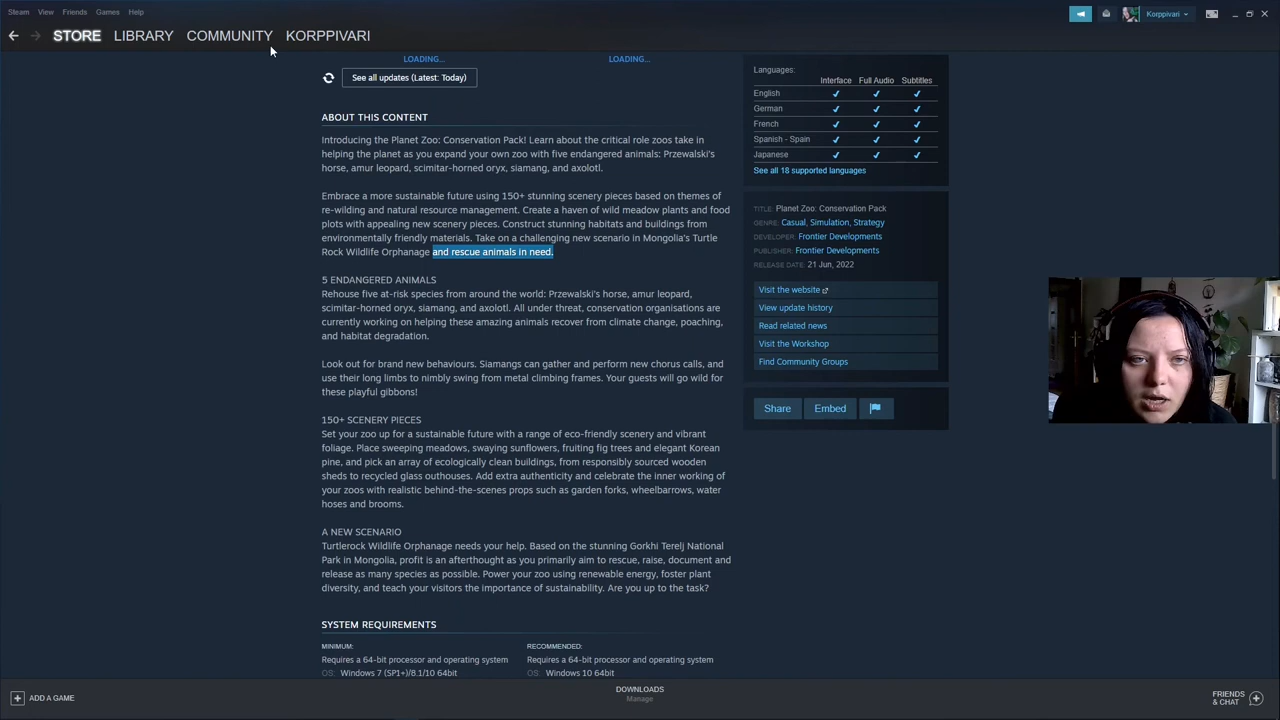 Steam View Friends Games Help
Korppivari
STORE LIBRARY COMMUNITY KORPPIVARI
LOADING... LOADING...
See all updates (Latest: Today)
ABOUT THIS CONTENT
Introducing the Planet Zoo: Conservation Pack! Learn about the critical role zoos take in
helping the planet as you expand your own zoo with five endangered animals: Przewalski's
horse, amur leopard, scimitar-horned oryx, siamang, and axolotl.
Embrace a more sustainable future using 150+ stunning scenery pieces based on themes of
re-wilding and natural resource management. Create a haven of wild meadow plants and food
plots with appealing new scenery pieces. Construct stunning habitats and buildings from
environmentally friendly materials. Take on a challenging new scenario in Mongolia's Turtle
Rock Wildlife Orphanage and rescue animals in need.
5 ENDANGERED ANIMALS
Rehouse five at-risk species from around the world: Przewalski's horse, amur leopard,
scimitar-horned oryx, siamang, and axolotl. All under threat, conservation organisations are
currently working on helping these amazing animals recover from climate change, poaching,
and habitat degradation.
Look out for brand new behaviours. Siamangs can gather and perform new chorus calls, and
use their long limbs to nimbly swing from metal climbing frames. Your guests will go wild for
these playful gibbons!
150+ SCENERY PIECES
Set your zoo up for a sustainable future with a range of eco-friendly scenery and vibrant
foliage. Place sweeping meadows, swaying sunflowers, fruiting fig trees and elegant Korean
pine, and pick an array of ecologically clean buildings, from responsibly sourced wooden
sheds to recycled glass outhouses. Add extra authenticity and celebrate the inner working of
your zoos with realistic behind-the-scenes props such as garden forks, wheelbarrows, water
hoses and brooms.
A NEW SCENARIO
Turtlerock Wildlife Orphanage needs your help. Based on the stunning Gorkhi Terelj National
Park in Mongolia, profit is an afterthought as you primarily aim to rescue, raise, document and
release as many species as possible. Power your zoo using renewable energy, foster plant
diversity, and teach your visitors the importance of sustainability. Are you up to the task?
SYSTEM REQUIREMENTS
MINIMUM: RECOMMENDED:
Requires a 64-bit processor and operating system Requires a 64-bit processor and operating system
OS: Windows 7 (SP1+)/8.1/10 64bit OS: Windows 10 64bit
Languages:
Interface Full Audio Subtitles
English
German
French
Spanish - Spain
Japanese
See all 18 supported languages
TITLE: Planet Zoo: Conservation Pack
GENRE: Casual, Simulation, Strategy
DEVELOPER: Frontier Developments
PUBLISHER: Frontier Developments
RELEASE DATE: 21 Jun, 2022
Visit the website
View update history
Read related news
Visit the Workshop
Find Community Groups
Share Embed
ADD A GAME
DOWNLOADS
Manage
FRIENDS
& CHAT